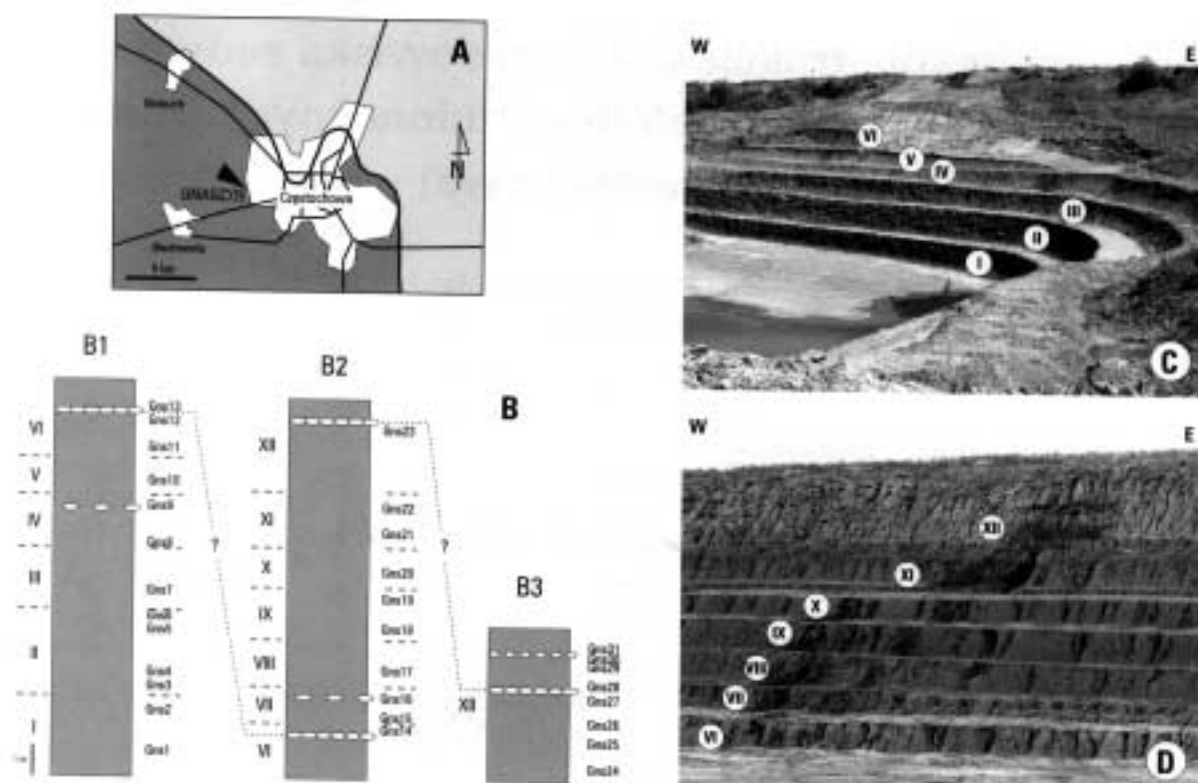 A
GNASZYN
Częstochowa
N
B1
VI
V
IV
III
II
I
Gns13
Gns12
Gns11
Gns10
Gns9
Gns8
Gns7
Gns6
Gns5
Gns4
Gns3
Gns2
Gns1
?
B2
B
XII
XI
X
IX
VIII
VII
VI
Gns23
Gns22
Gns21
Gns20
Gns19
Gns18
Gns17
Gns16
Gns15
Gns14
?
B3
XII
Gns28
Gns27
Gns26
Gns25
Gns24
W
E
VI
V
IV
III
II
I
C
W
E
XII
XI
X
IX
VIII
VII
VI
D